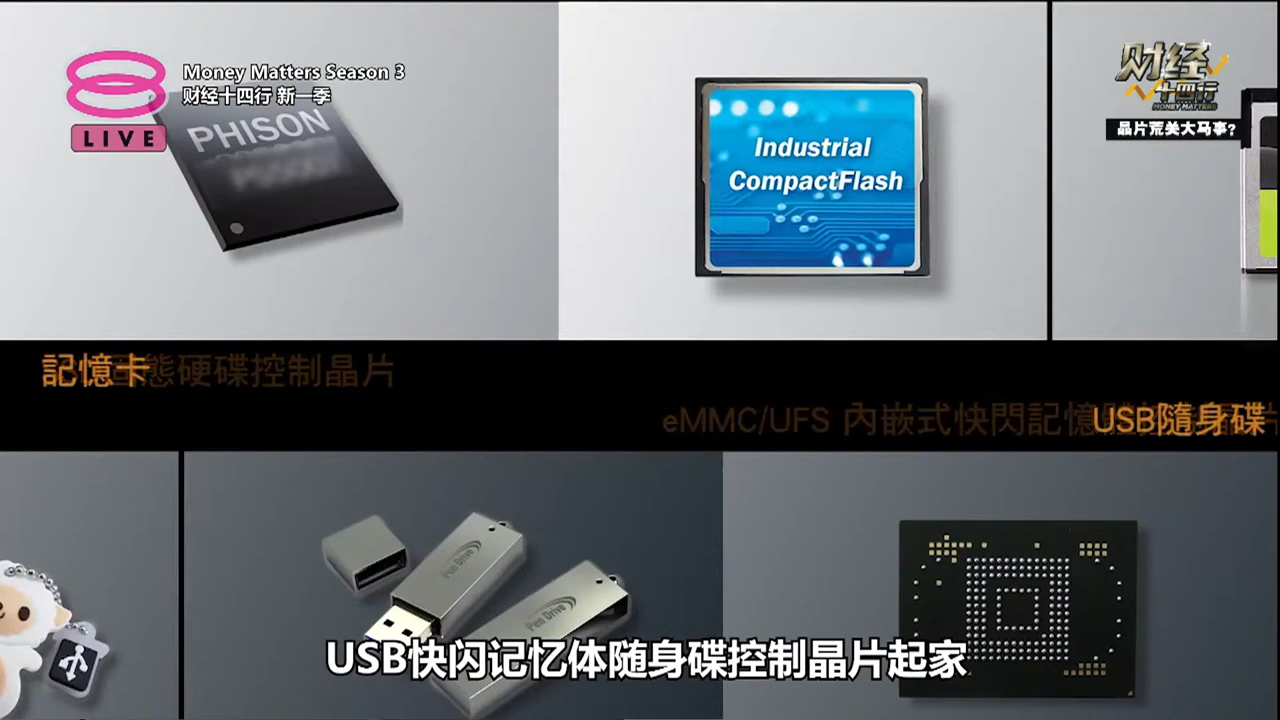 Money Matters Season 3
财经十四行 新一季
LIVE
财经
十四行
MONEY MATTERS
晶片荒关大马事?
PHISON
Industrial
CompactFlash
記憶卡
固態硬碟控制晶片
eMMC/UFS 內嵌式快閃記憶
USB隨身碟
Pen Drive
Pen Drive
USB快闪记忆体随身碟控制晶片起家